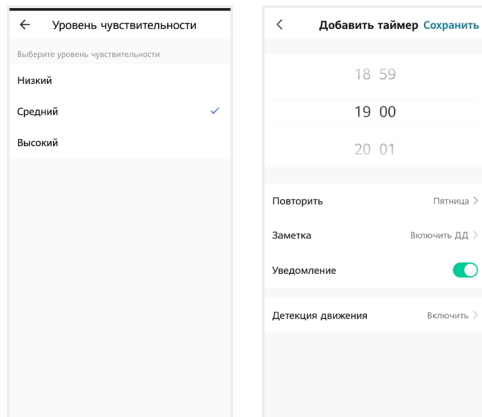 Уровень чувствительности
Выберите уровень чувствительности
Низкий
Средний
Высокий
Добавить таймер Сохранить
18 59
19 00
20 01
Повторить Пятница
Заметка Включить ДД
Уведомление
Детекция движения Включить